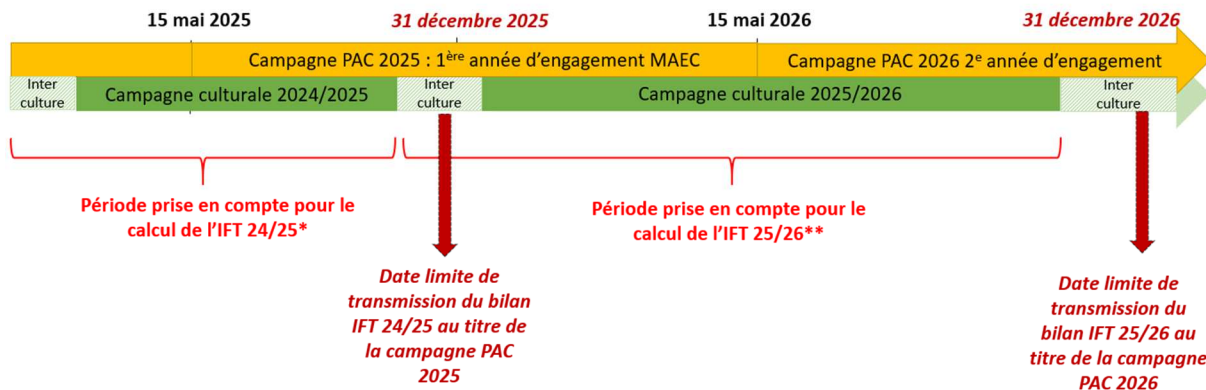 15 mai 2025
31 décembre 2025
15 mai 2026
31 décembre 2026
Campagne PAC 2025 : 1ère année d’engagement MAEC
Campagne PAC 2026 2e année d’engagement
Inter
culture
Campagne culturale 2024/2025
Inter
culture
Campagne culturale 2025/2026
Inter
culture
Période prise en compte pour le
calcul de l’IFT 24/25*
Période prise en compte pour le
calcul de l’IFT 25/26**
Date limite de
transmission du bilan
IFT 24/25 au titre de
la campagne PAC
2025
Date limite de
transmission du
bilan IFT 25/26 au
titre de la campagne
PAC 2026